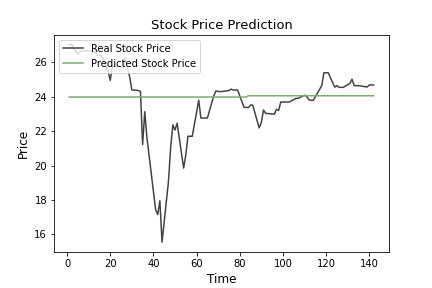 Stock Price Prediction
Real Stock Price
Predicted Stock Price
Price
26
24
22
20
18
16
0 20 40 60 80 100 120 140
Time